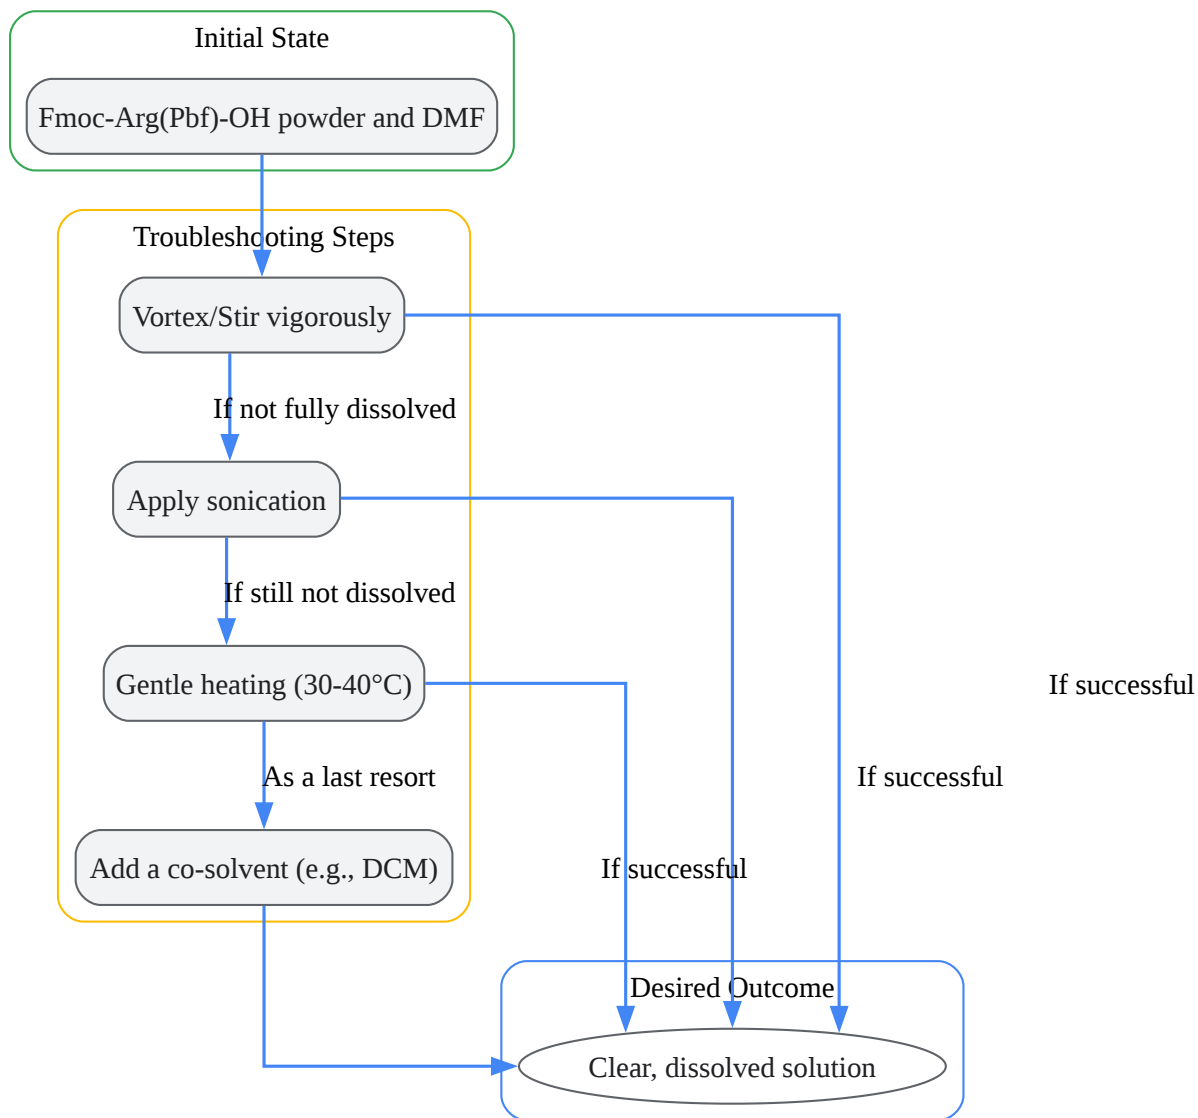 Initial State
Fmoc-Arg(Pbf)-OH powder and DMF
Troubleshooting Steps
Vortex/Stir vigorously
If not fully dissolved
Apply sonication
If still not dissolved
Gentle heating (30-40°C)
If successful
As a last resort
If successful
Add a co-solvent (e.g., DCM)
If successful
Desired Outcome
Clear, dissolved solution